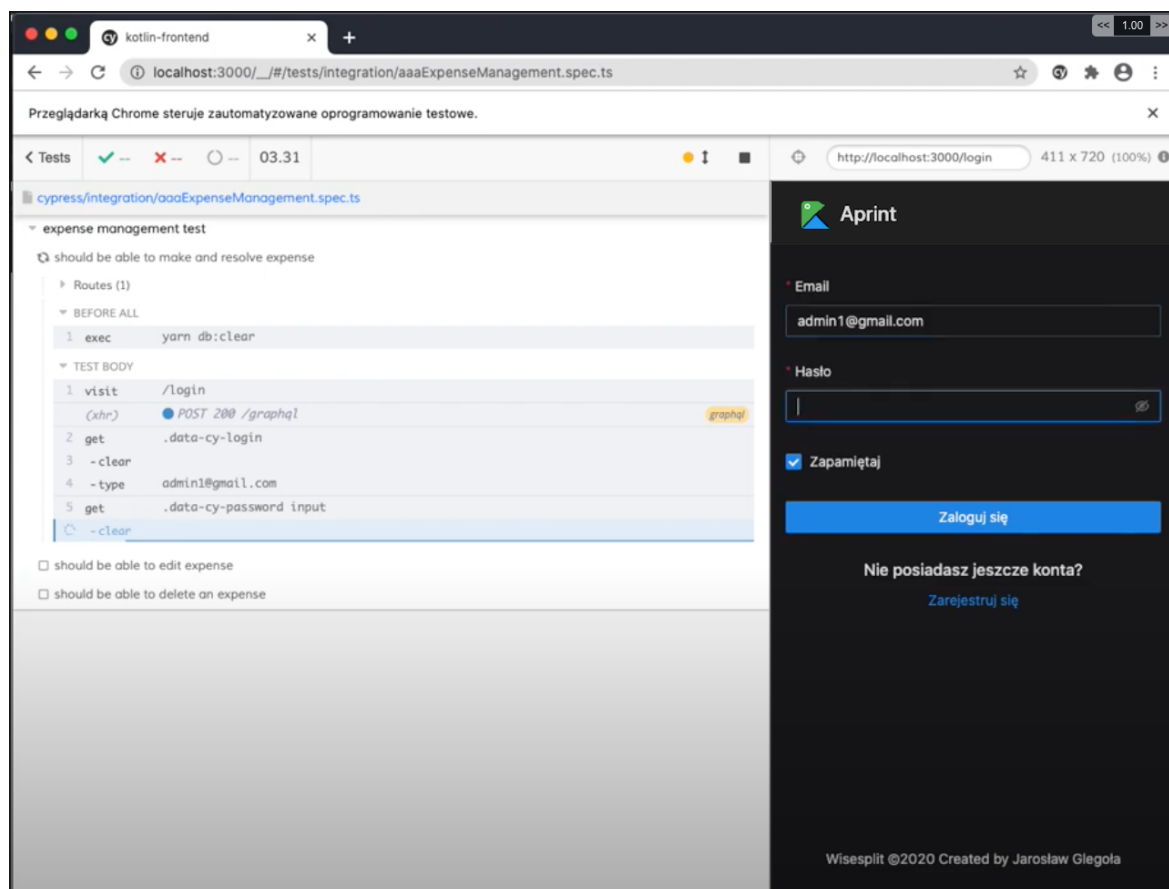 kotlin-frontend
<< 1.00 >>
localhost:3000/__/#/tests/integration/aaaExpenseManagement.spec.ts
Przeglądarką Chrome steruje zautomatyzowane oprogramowanie testowe.
< Tests -- -- -- 03.31
http://localhost:3000/login 411 x 720 (100%)
cypress/integration/aaaExpenseManagement.spec.ts
expense management test
should be able to make and resolve expense
Routes (1)
BEFORE ALL
1 exec yarn db:clear
TEST BODY
1 visit /login
(xhr) POST 200 /graphql graphql
2 get .data-cy-login
3 -clear
4 -type admin1@gmail.com
5 get .data-cy-password input
-clear
should be able to edit expense
should be able to delete an expense
Aprint
* Email
admin1@gmail.com
* Hasło
Zapamiętaj
Zaloguj się
Nie posiadasz jeszcze konta?
Zarejestruj się
Wisesplit ©2020 Created by Jarosław Glegoła